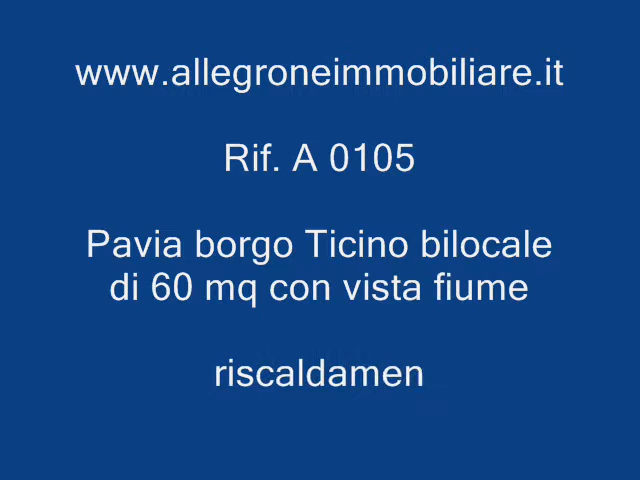 www.allegroneimmobiliare.it
Rif. A 0105
Pavia borgo Ticino bilocale
di 60 mq con vista fiume
riscaldamen